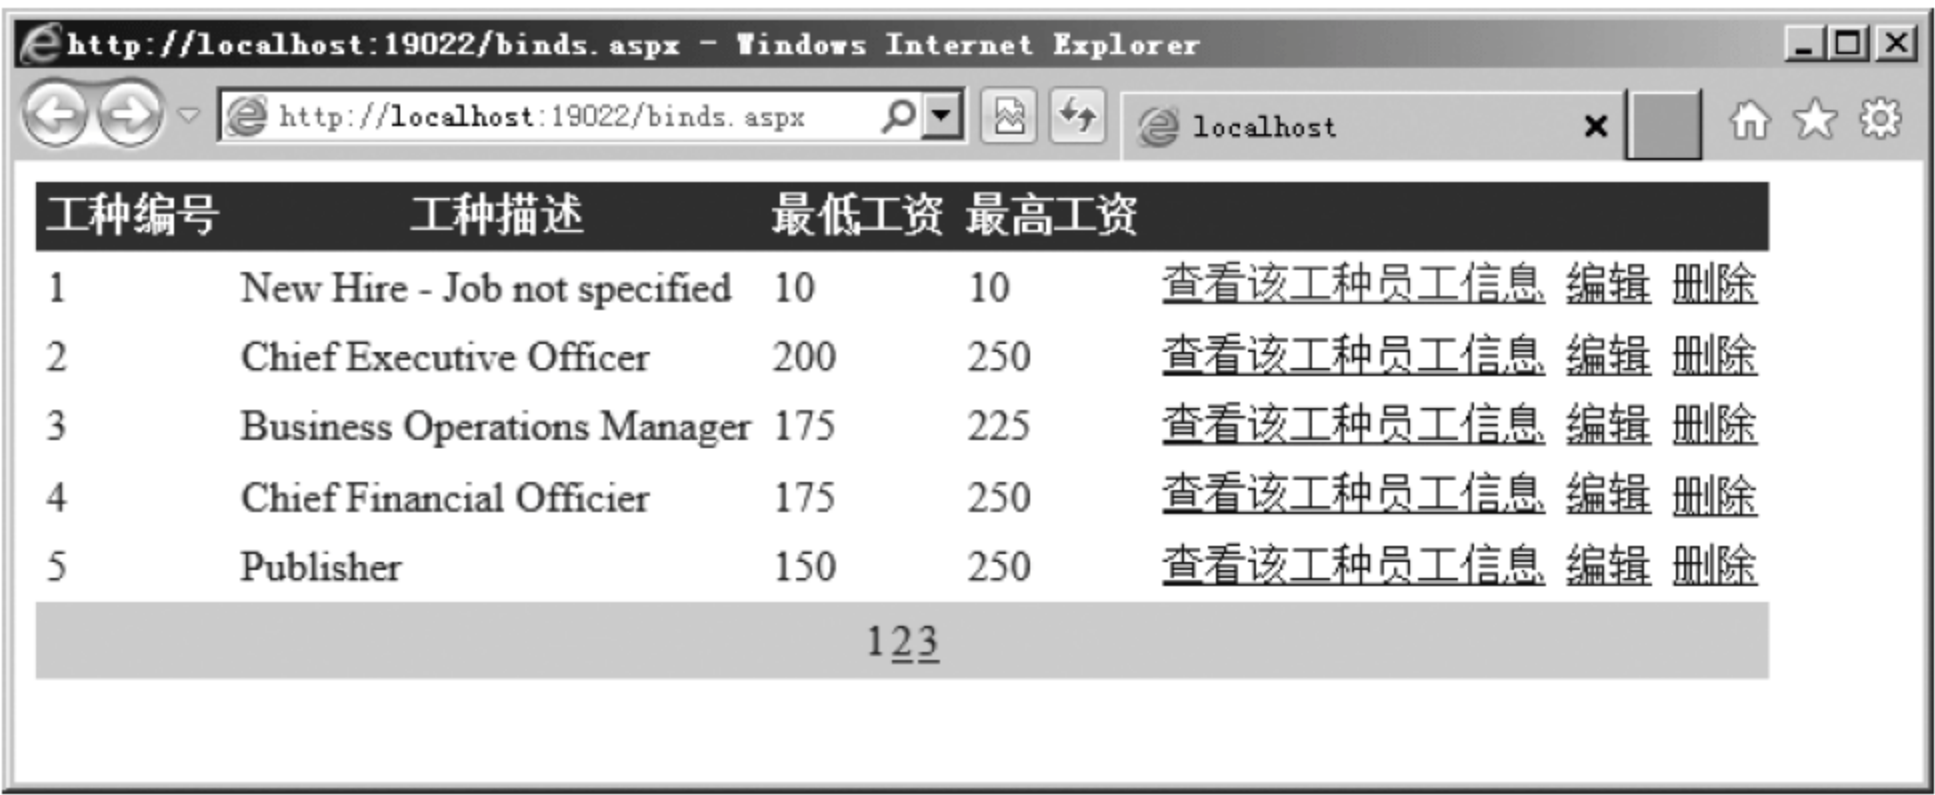 http://localhost:19022/binds.aspx - Windows Internet Explorer
http://localhost:19022/binds.aspx localhost
工种编号 工种描述 最低工资 最高工资
1 New Hire - Job not specified 10 10 查看该工种员工信息 编辑 删除
2 Chief Executive Officer 200 250 查看该工种员工信息 编辑 删除
3 Business Operations Manager 175 225 查看该工种员工信息 编辑 删除
4 Chief Financial Officier 175 250 查看该工种员工信息 编辑 删除
5 Publisher 150 250 查看该工种员工信息 编辑 删除
1 2 3